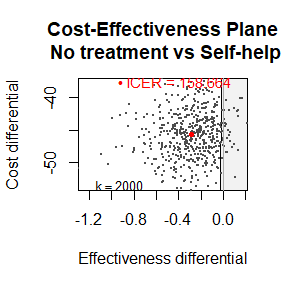 Cost-Effectiveness Plane
No treatment vs Self-help
• ICER = 158.664
Cost differential
-40
-50
k = 2000
-1.2 -0.8 -0.4 0.0
Effectiveness differential